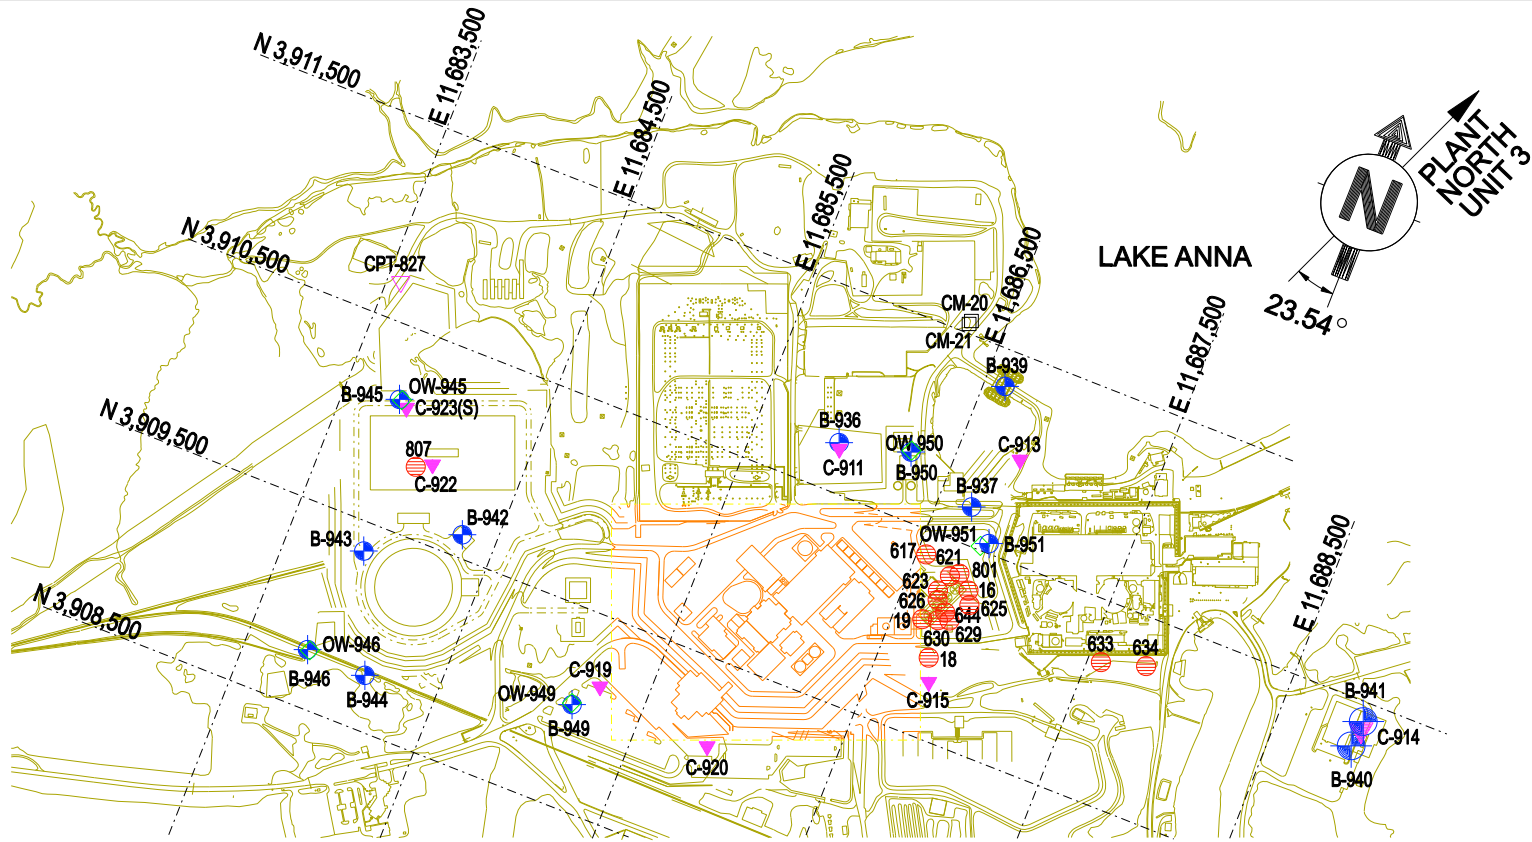 E 11,683,500
N 3,911,500
E 11,684,500
PLANT
NORTH
UNIT 3
N
E 11,685,500
N 3,910,500
E 11,686,500
LAKE ANNA
CPT-827
23.54°
CM-20
CM-21
E 11,687,500
B-939
OW-945
B-945
C-923(S)
N 3,909,500
B-936
OW-950
C-913
807
C-911
B-950
C-922
B-937
B-942
B-943
OW-951
B-951
E 11,688,500
617
621
801
623
16
626
625
N 3,908,500
19
644
629
630
18
633
634
OW-946
B-946
B-944
C-919
OW-949
B-949
C-915
B-941
C-914
C-920
B-940